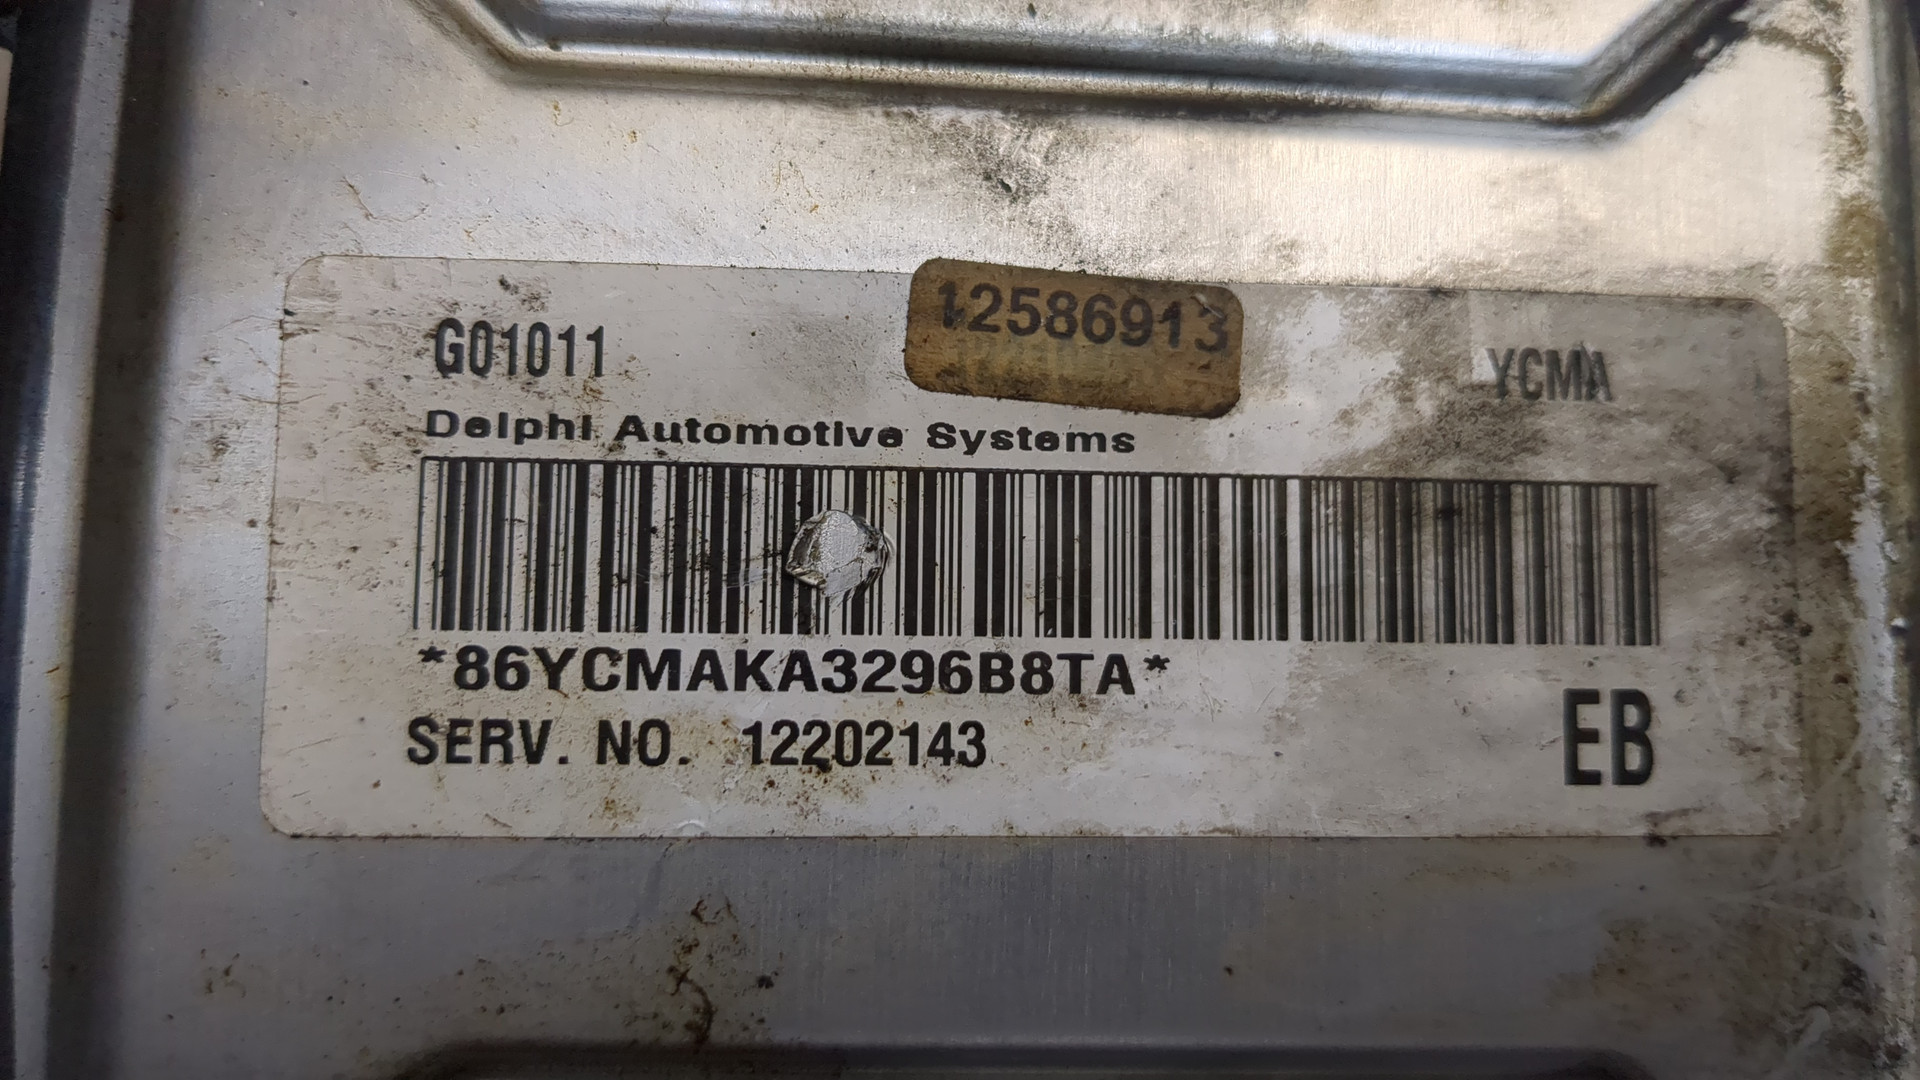 12586913
G01011
YCMA
Delphi Automotive Systems
*86YCMAKA3296B8TA*
SERV. NO. 12202143
EB